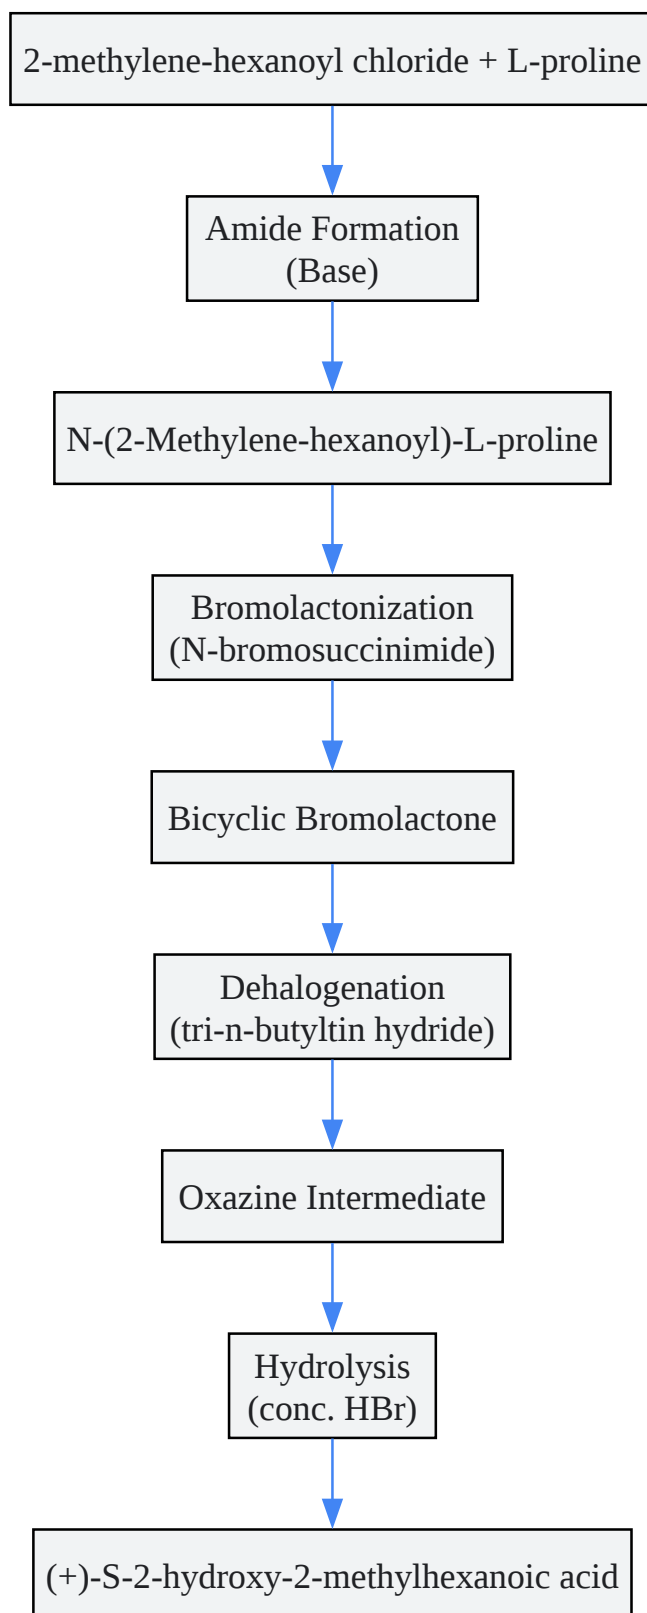 2-methylene-hexanoyl chloride + L-proline
Amide Formation
(Base)
N-(2-Methylene-hexanoyl)-L-proline
Bromolactonization
(N-bromosuccinimide)
Bicyclic Bromolactone
Dehalogenation
(tri-n-butyltin hydride)
Oxazine Intermediate
Hydrolysis
(conc. HBr)
(+)-S-2-hydroxy-2-methylhexanoic acid